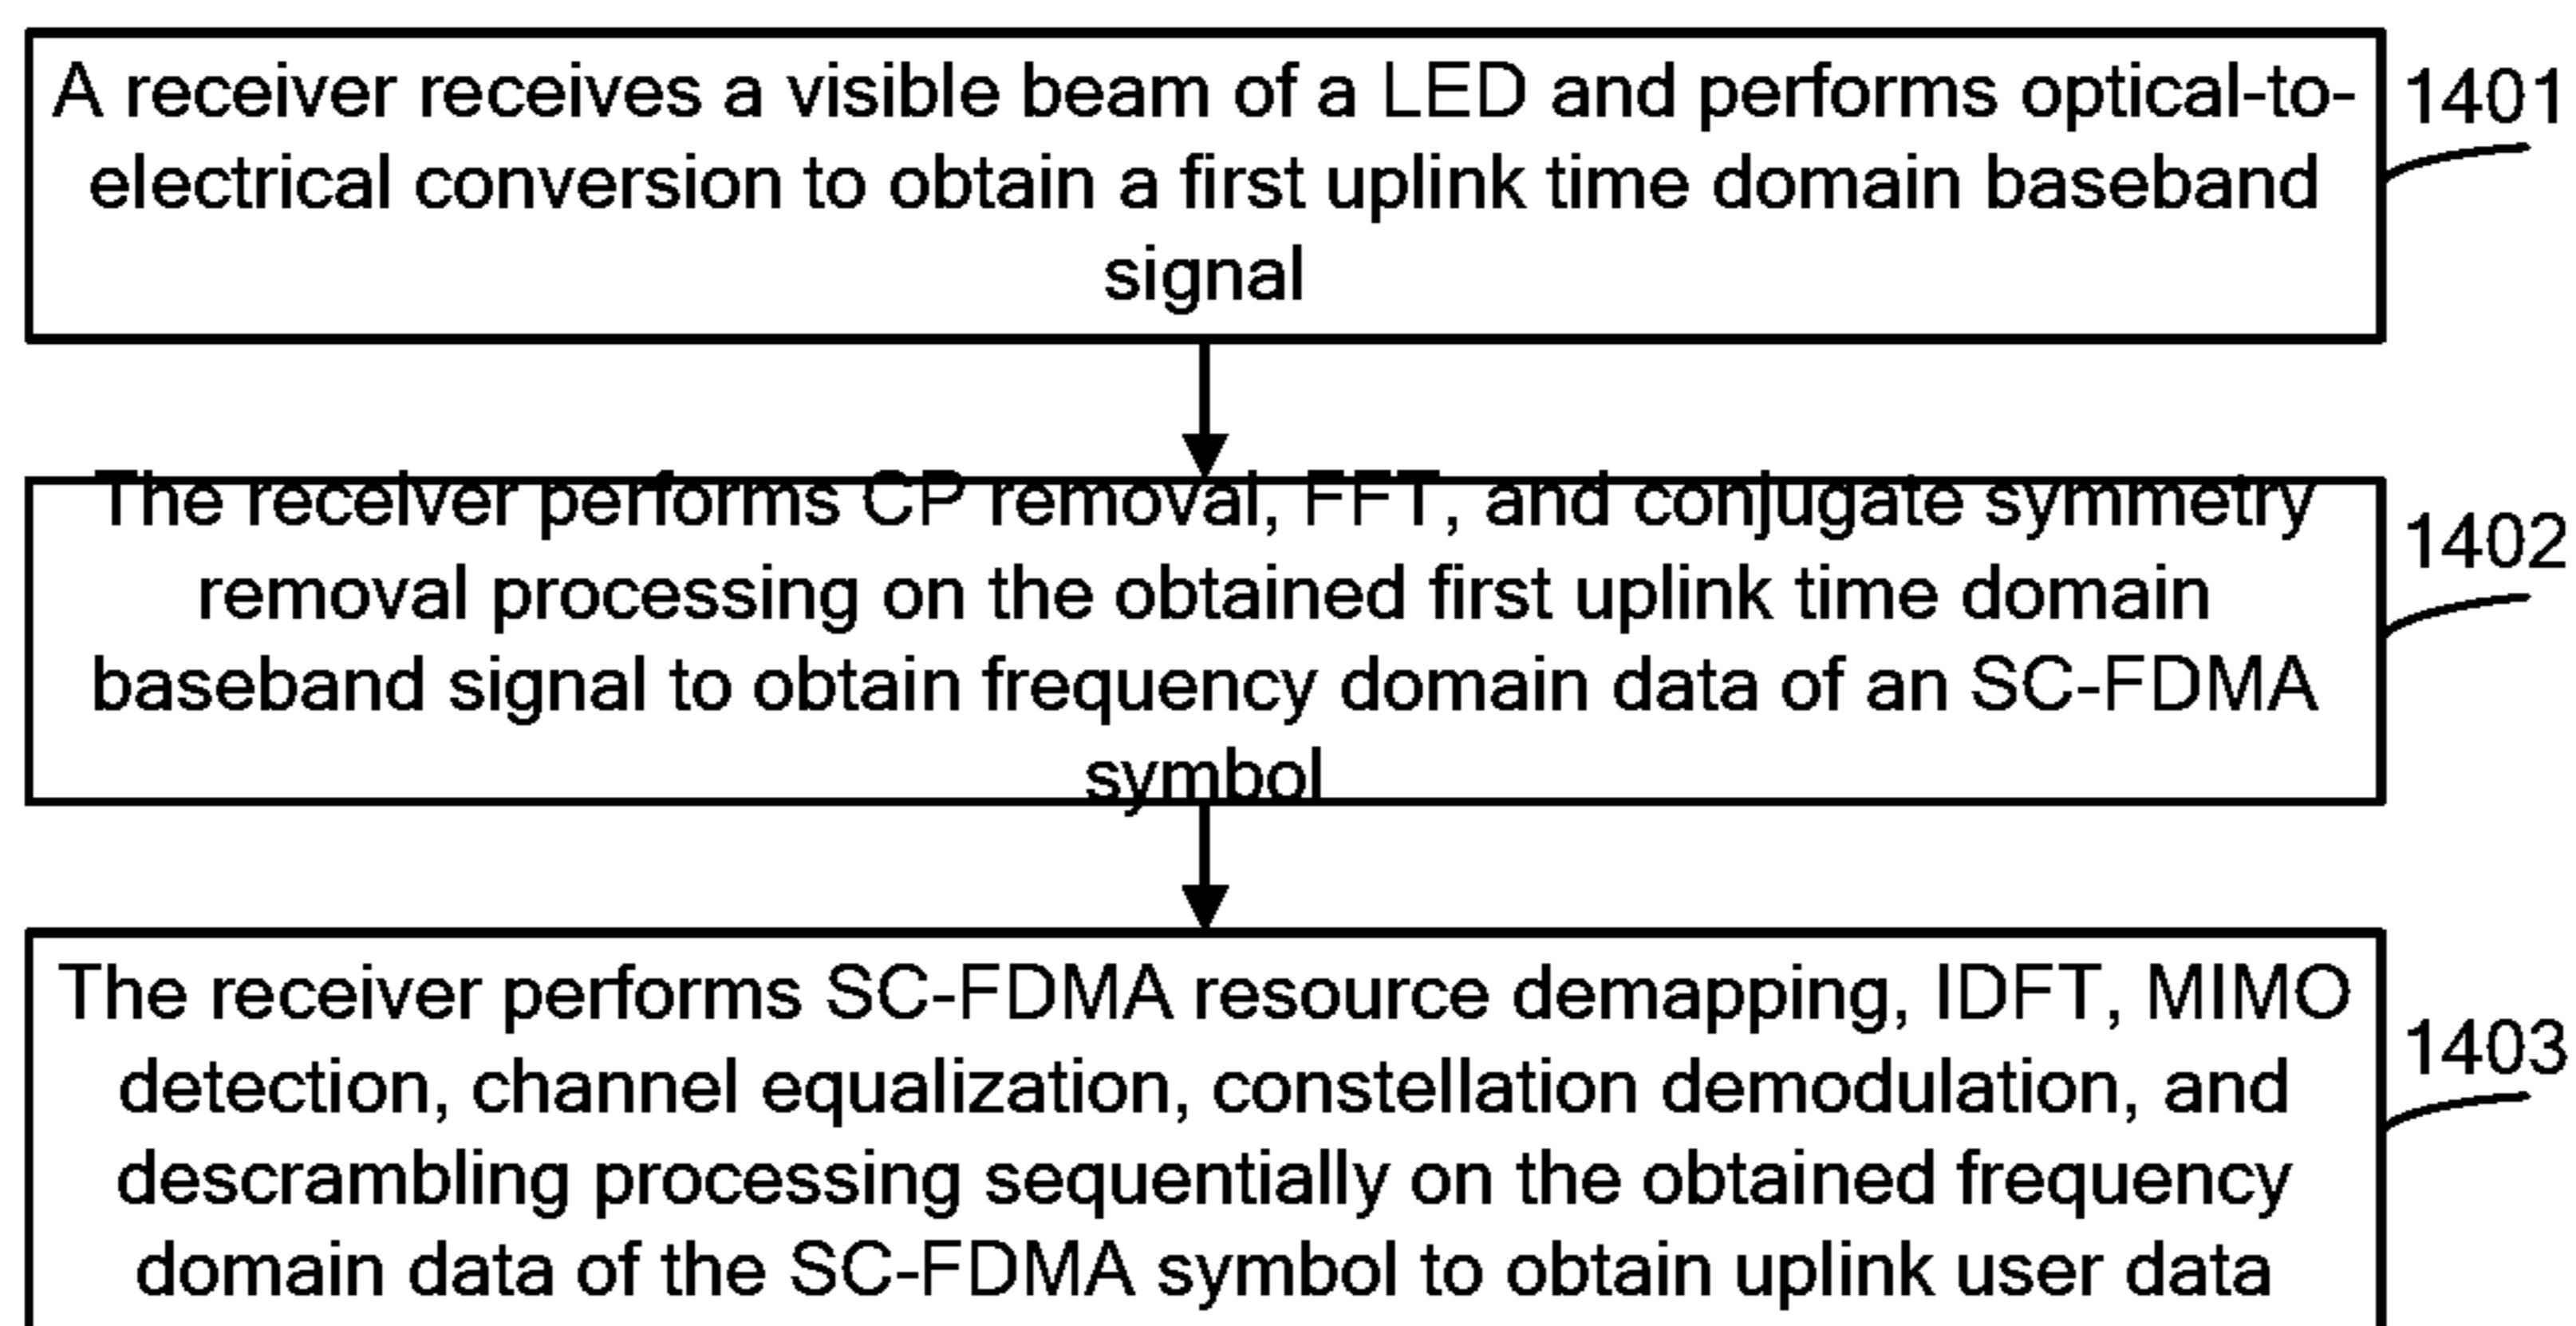 A receiver receives a visible beam of a LED and performs optical-to-
electrical conversion to obtain a first uplink time domain baseband
signal
1401
The receiver performs CP removal, FFT, and conjugate symmetry
removal processing on the obtained first uplink time domain
baseband signal to obtain frequency domain data of an SC-FDMA
symbol
1402
The receiver performs SC-FDMA resource demapping, IDFT, MIMO
detection, channel equalization, constellation demodulation, and
descrambling processing sequentially on the obtained frequency
domain data of the SC-FDMA symbol to obtain uplink user data
1403